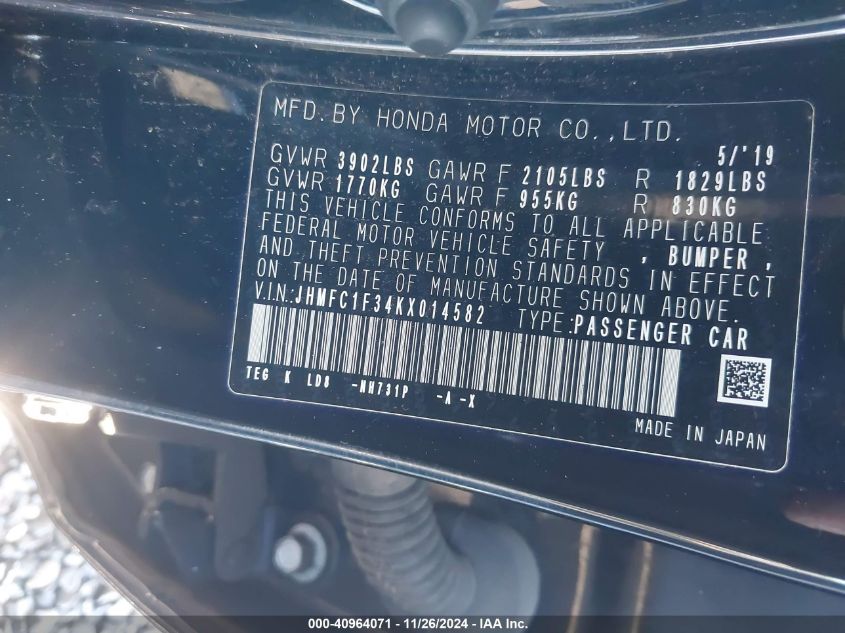 MFD. BY HONDA MOTOR CO., LTD.
5/'19
GVWR 3902LBS GAWR F 2105LBS R 1829LBS
GVWR 1770KG GAWR F 955KG R 830KG
THIS VEHICLE CONFORMS TO ALL APPLICABLE
FEDERAL MOTOR VEHICLE SAFETY , BUMPER ,
AND THEFT PREVENTION STANDARDS IN EFFECT
ON THE DATE OF MANUFACTURE SHOWN ABOVE.
V.I.N: JHMFC1F34KX014582 TYPE: PASSENGER CAR
TEG K LD8 -NH731P -A -X
MADE IN JAPAN
000-40964071 - 11/26/2024 - IAA Inc.